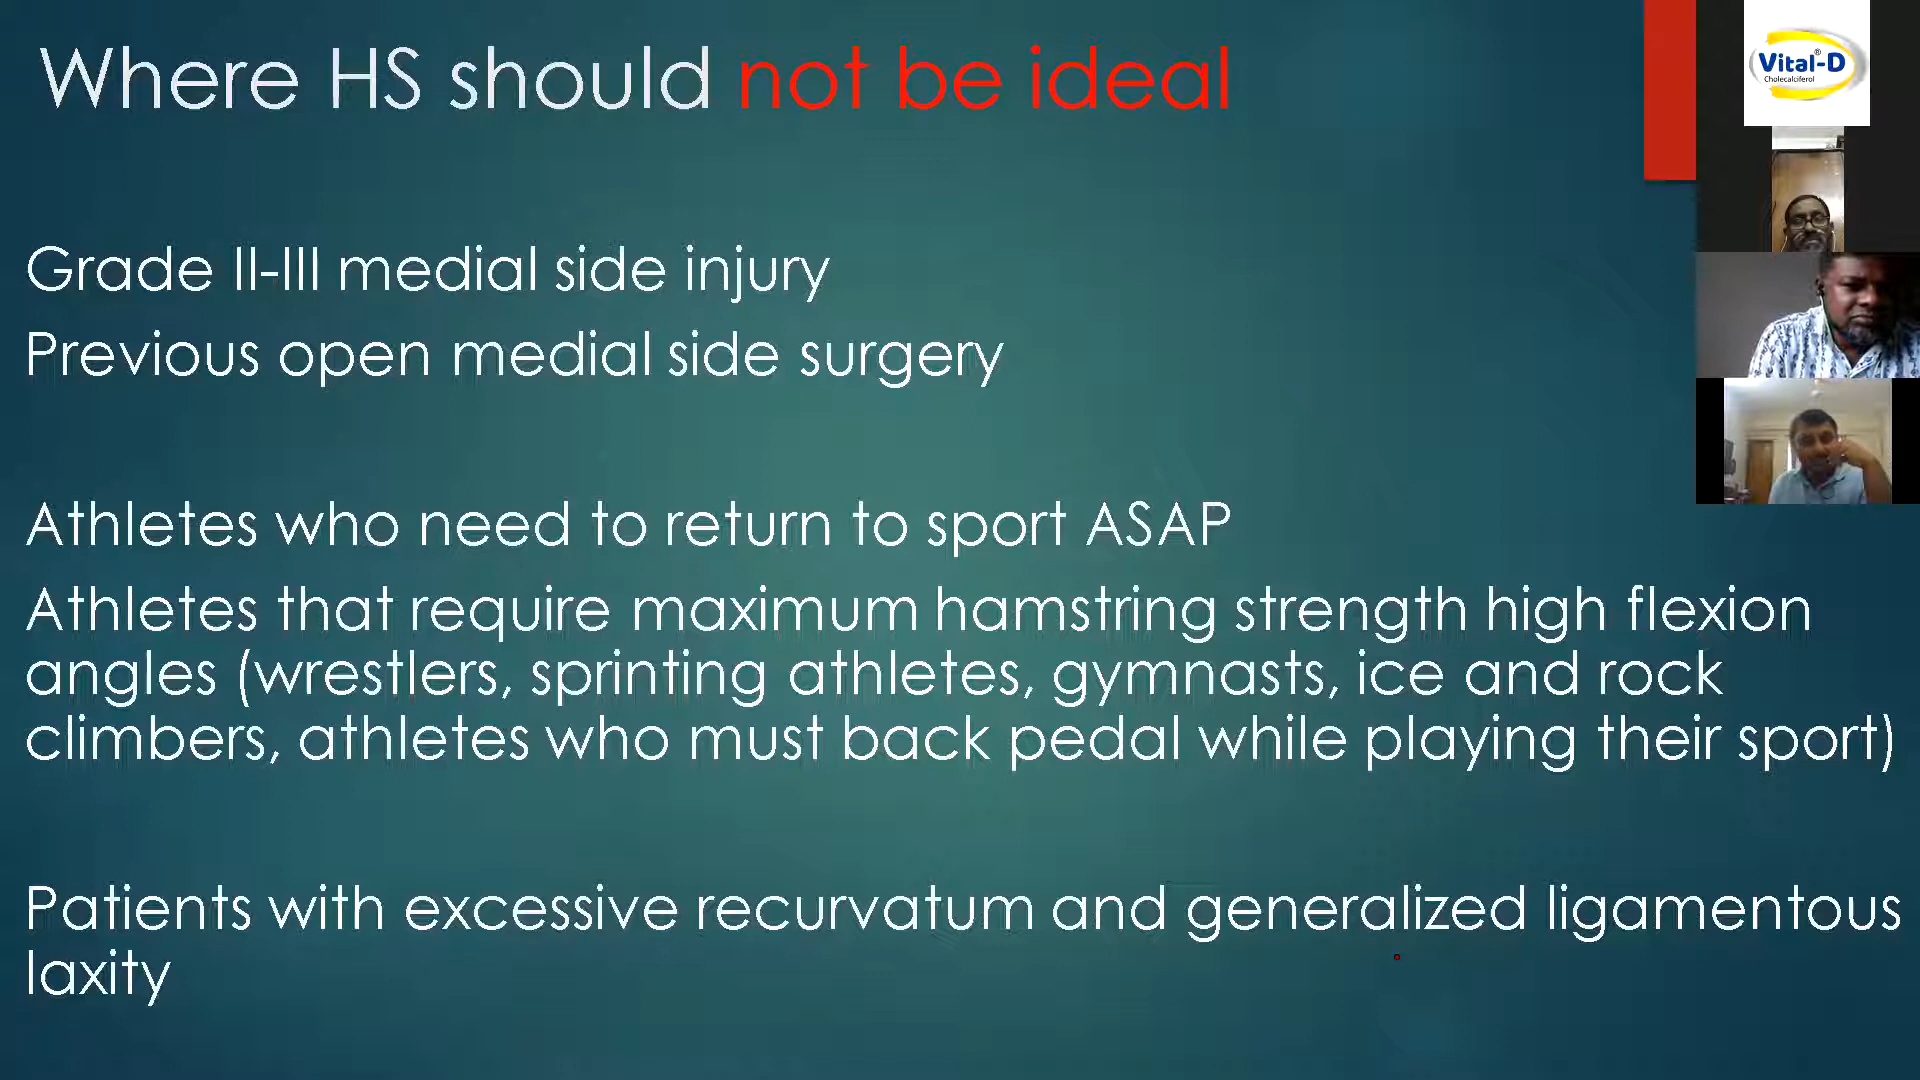 Where HS should not be ideal
Vital-D
®
Cholecalciferol
Grade II-III medial side injury
Previous open medial side surgery
Athletes who need to return to sport ASAP
Athletes that require maximum hamstring strength high flexion
angles (wrestlers, sprinting athletes, gymnasts, ice and rock
climbers, athletes who must back pedal while playing their sport)
Patients with excessive recurvatum and generalized ligamentous
laxity